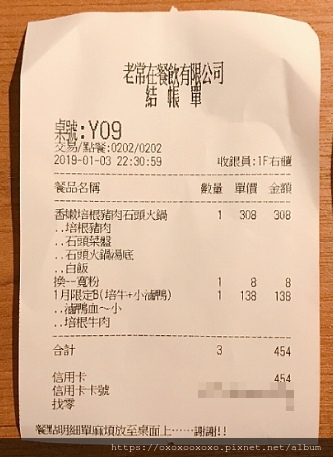 老常在餐飲有限公司
結 帳 單
桌號:Y09
交易/點餐:0202/0202
2019-01-03 22:30:59 收銀員:1F右櫃
餐品名稱 數量 單價 金額
香嫩培根豬肉石頭火鍋 1 308 308
..培根豬肉
..石頭菜盤
..石頭火鍋湯底
..白飯
換--寬粉 1 8 8
1月限定B(培牛+小滷鴨) 1 138 138
..滷鴨血~小
..培根牛肉
合計 3 454
信用卡 454
信用卡卡號
找零
餐點明細單麻煩放至桌面上……謝謝!!
https://oxoxooxoxo.pixnet.net/album